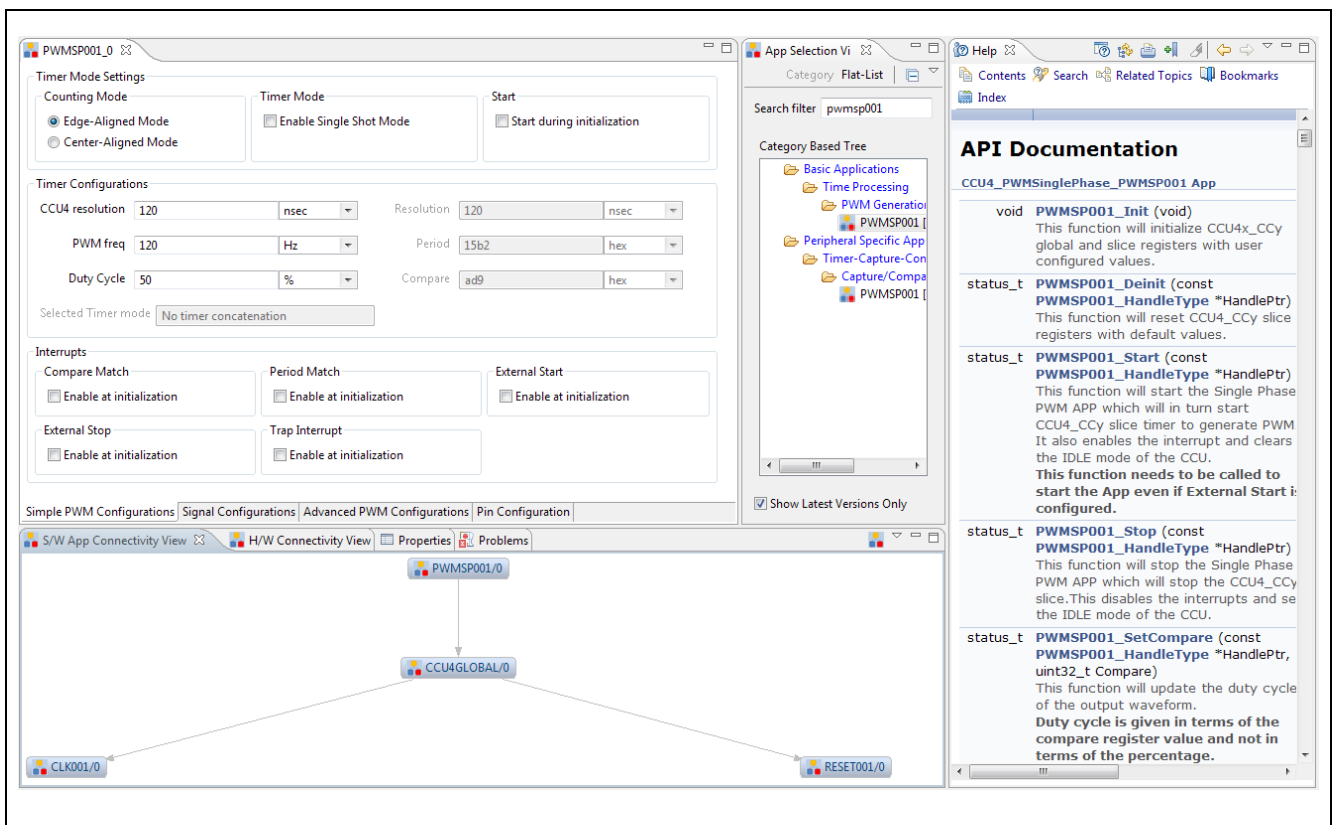 PWMSP001_0
Timer Mode Settings
Counting Mode
Edge-Aligned Mode
Center-Aligned Mode
Timer Mode
Enable Single Shot Mode
Start
Start during initialization
Timer Configurations
CCU4 resolution 120 nsec Resolution 120 nsec
PWM freq 120 Hz Period 15b2 hex
Duty Cycle 50 % Compare ad9 hex
Selected Timer mode No timer concatenation
Interrupts
Compare Match
Enable at initialization
Period Match
Enable at initialization
External Start
Enable at initialization
External Stop
Enable at initialization
Trap Interrupt
Enable at initialization
Simple PWM Configurations Signal Configurations Advanced PWM Configurations Pin Configuration
App Selection Vi
Category Flat-List
Search filter pwmsp001
Category Based Tree
Basic Applications
Time Processing
PWM Generation
PWMSP001 [
Peripheral Specific App
Timer-Capture-Con
Capture/Compa
PWMSP001 [
Show Latest Versions Only
S/W App Connectivity View H/W Connectivity View Properties Problems
PWMSP001/0
CCU4GLOBAL/0
CLK001/0
RESET001/0
Help
Contents Search Related Topics Bookmarks
Index
API Documentation
CCU4_PWMSinglePhase_PWMSP001 App
void PWMSP001_Init (void)
This function will initialize CCU4x_CCy
global and slice registers with user
configured values.
status_t PWMSP001_Deinit (const
PWMSP001_HandleType *HandlePtr)
This function will reset CCU4_CCy slice
registers with default values.
status_t PWMSP001_Start (const
PWMSP001_HandleType *HandlePtr)
This function will start the Single Phase
PWM APP which will in turn start
CCU4_CCy slice timer to generate PWM
It also enables the interrupt and clears
the IDLE mode of the CCU.
This function needs to be called to
start the App even if External Start is
configured.
status_t PWMSP001_Stop (const
PWMSP001_HandleType *HandlePtr)
This function will stop the Single Phase
PWM APP which will stop the CCU4_CCy
slice.This disables the interrupts and se
the IDLE mode of the CCU.
status_t PWMSP001_SetCompare (const
PWMSP001_HandleType *HandlePtr,
uint32_t Compare)
This function will update the duty cycle
of the output waveform.
Duty cycle is given in terms of the
compare register value and not in
terms of the percentage.